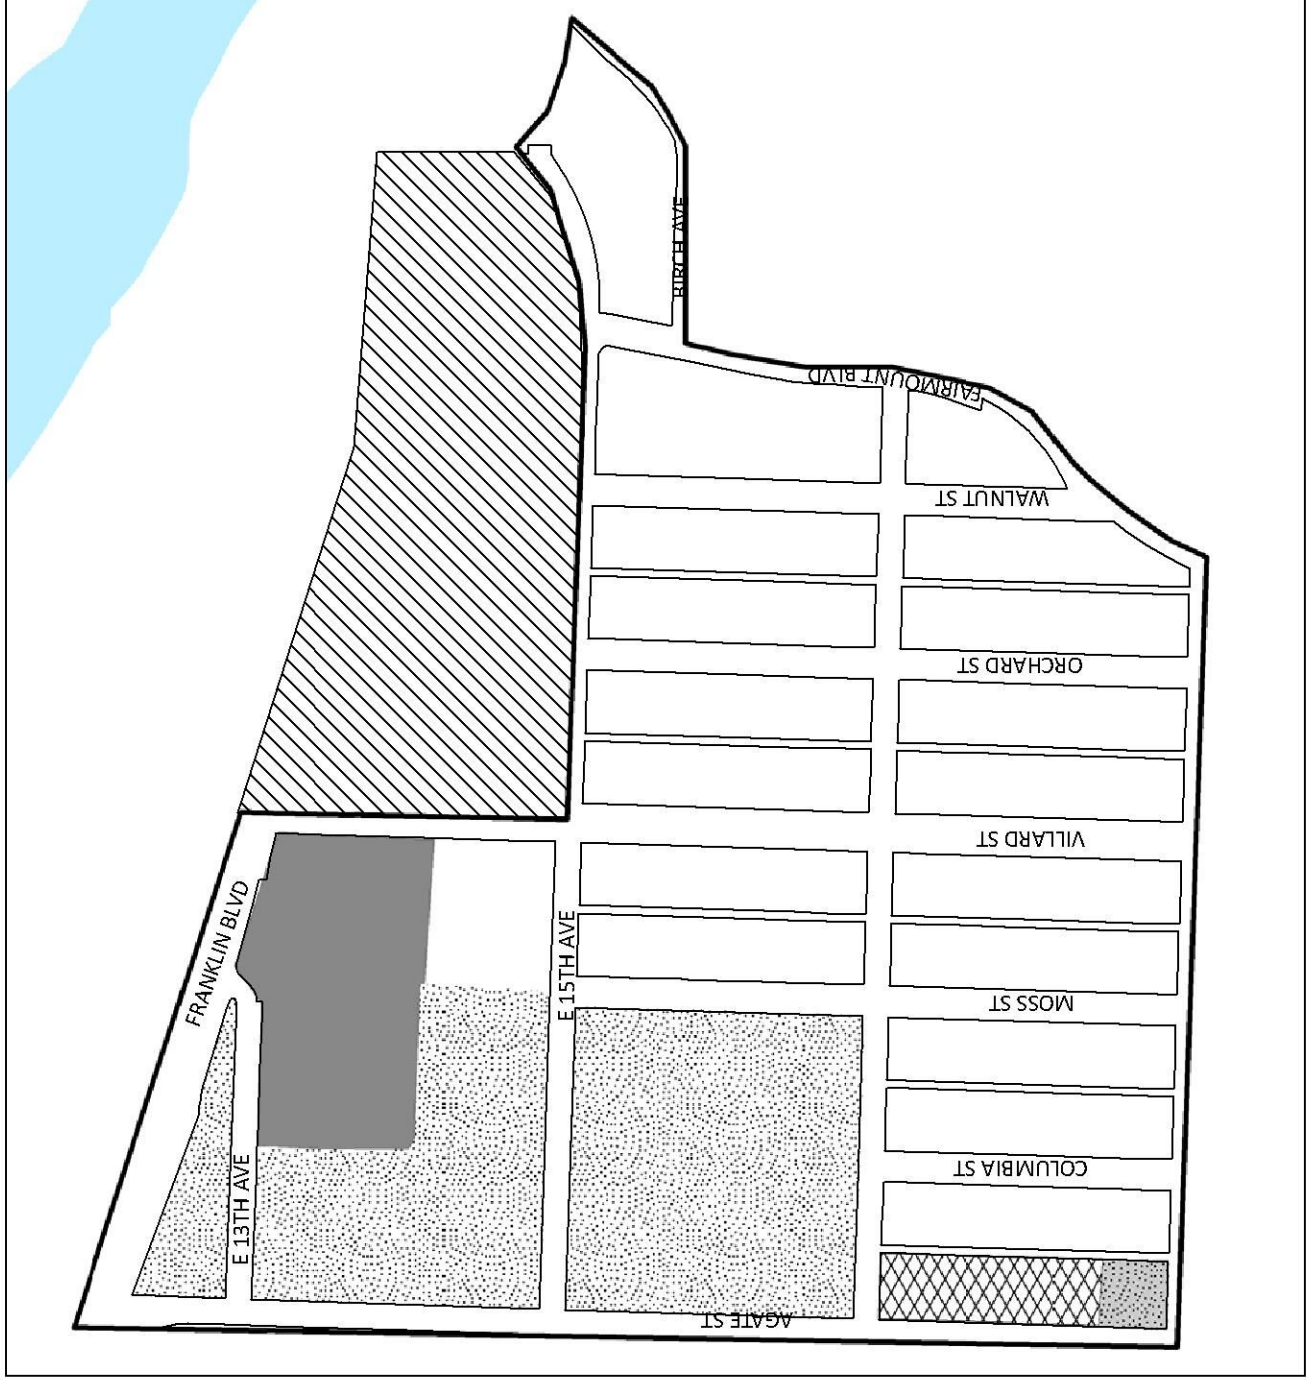 BIRCH AVE
FAIRMOUNT BLVD
WALNUT ST
ORCHARD ST
VILLARD ST
FRANKLIN BLVD
E 15TH AVE
MOSS ST
COLUMBIA ST
E 13TH AVE
AGATE ST